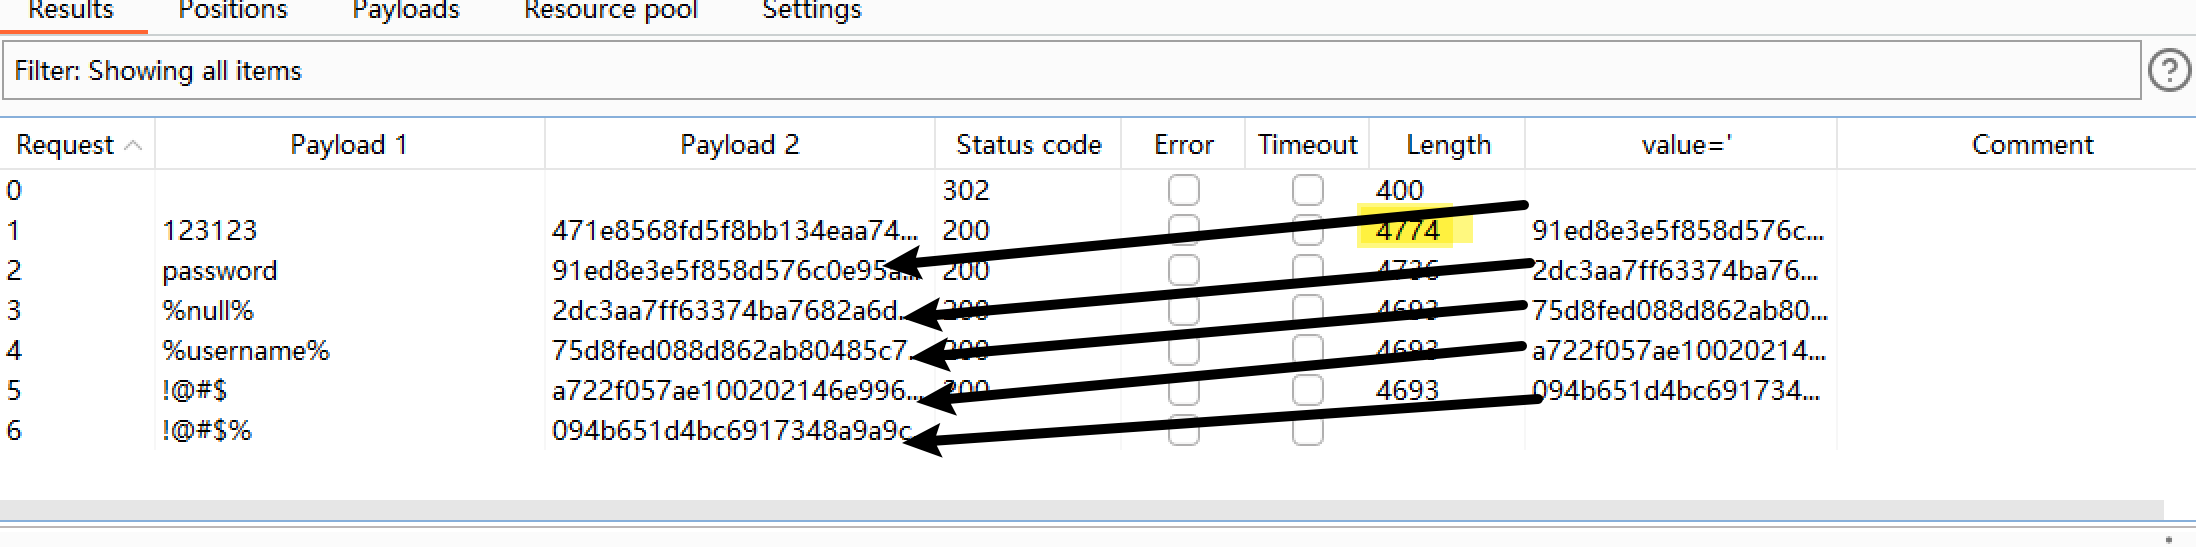 Results Positions Payloads Resource pool Settings
Filter: Showing all items
Request Payload 1 Payload 2 Status code Error Timeout Length value=' Comment
0 302 400
1 123123 471e8568fd5f8bb134eaa74... 200 4774 91ed8e3e5f858d576c...
2 password 91ed8e3e5f858d576c0e95a... 200 4736 2dc3aa7ff63374ba76...
3 %null% 2dc3aa7ff63374ba7682a6d... 200 4693 75d8fed088d862ab80...
4 %username% 75d8fed088d862ab80485c7... 200 4693 a722f057ae10020214...
5 !@#$ a722f057ae100202146e996... 200 4693 094b651d4bc691734...
6 !@#$% 094b651d4bc6917348a9a9c